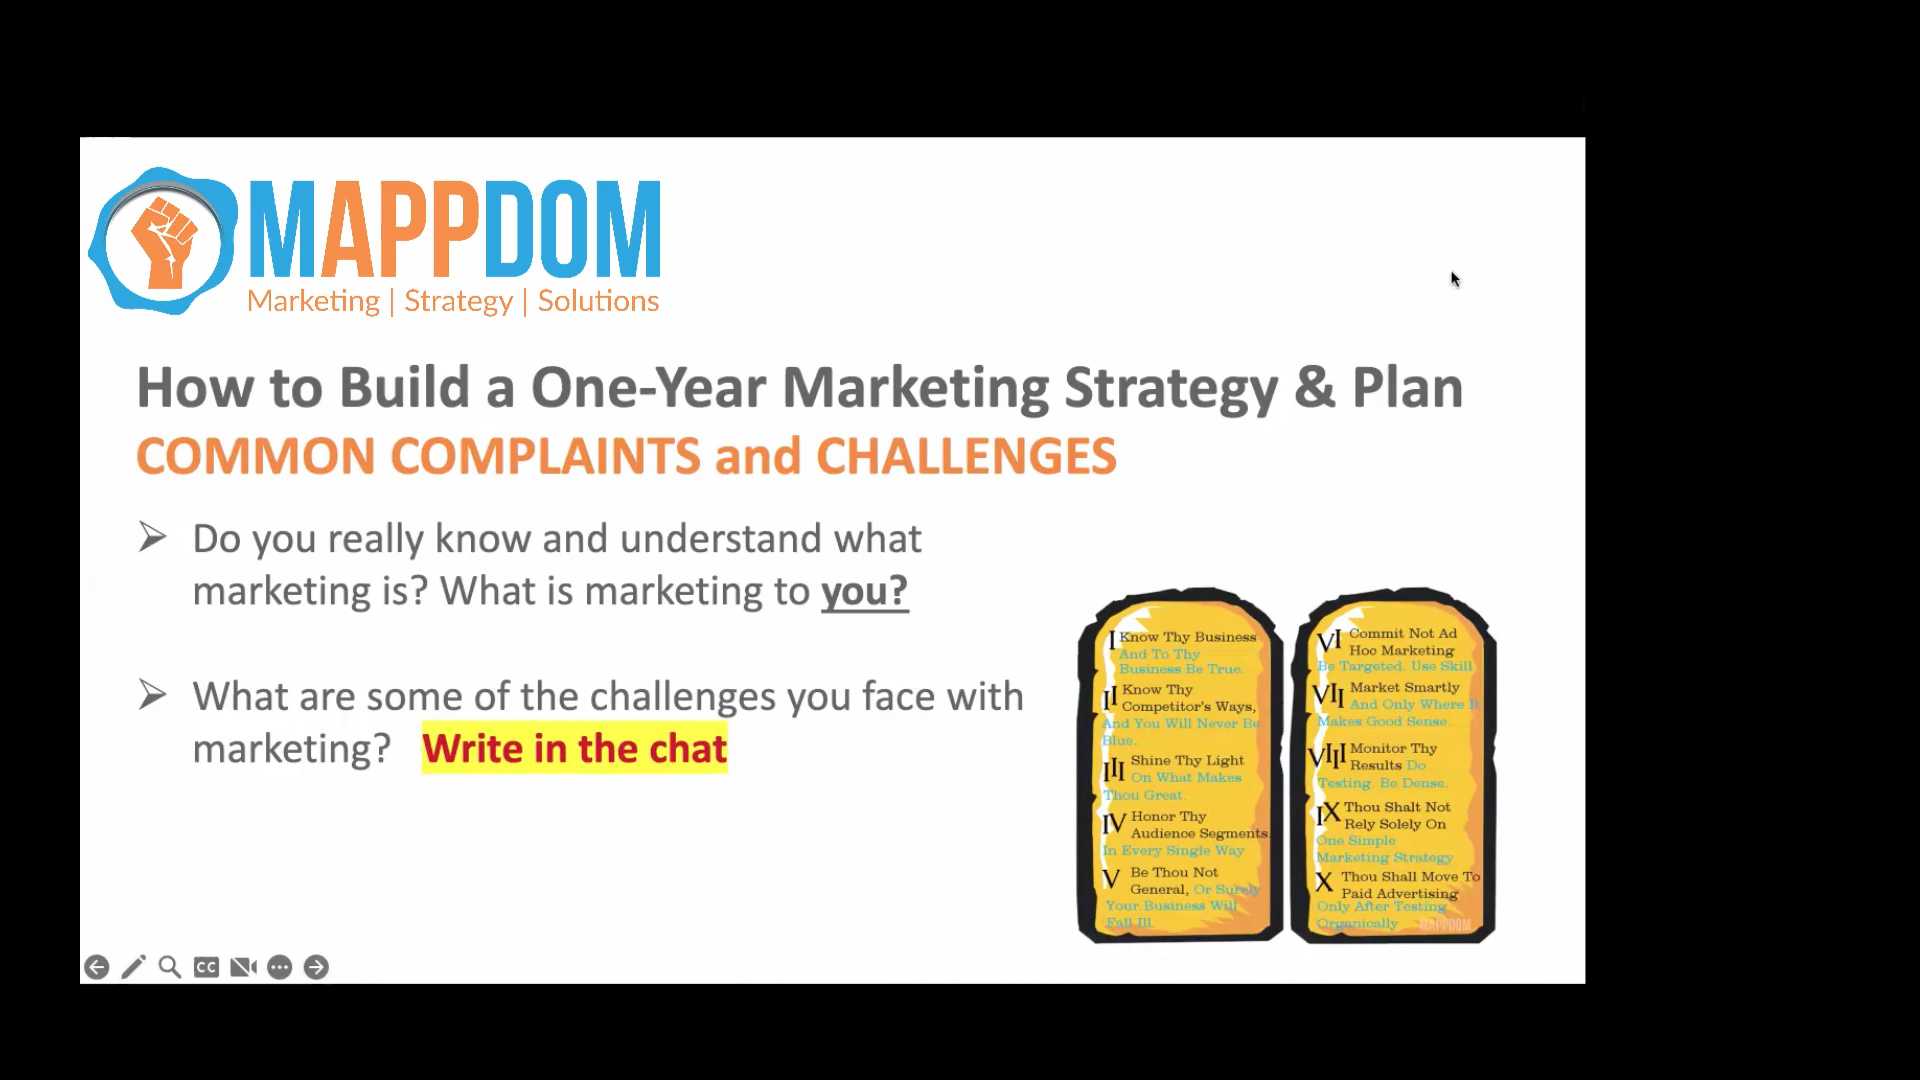 MAPPDOM
Marketing | Strategy | Solutions
How to Build a One-Year Marketing Strategy & Plan
COMMON COMPLAINTS and CHALLENGES
➢ Do you really know and understand what
marketing is? What is marketing to you?
➢ What are some of the challenges you face with
marketing? Write in the chat
I Know Thy Business
And To Thy
Business Be True.
II Know Thy
Competitor's Ways,
And You Will Never Be
Blue.
III Shine Thy Light
On What Makes
Thou Great.
IV Honor Thy
Audience Segments
In Every Single Way
V Be Thou Not
General, Or Surely
Your Business Will
Fall Ill.
VI Commit Not Ad
Hoc Marketing
Be Targeted. Use Skill.
VII Market Smartly
And Only Where It
Makes Good Sense.
VIII Monitor Thy
Results Do
Testing. Be Dense.
IX Thou Shalt Not
Rely Solely On
One Simple
Marketing Strategy
X Thou Shall Move To
Paid Advertising
Only After Testing
Organically
MAPPDOM
CC